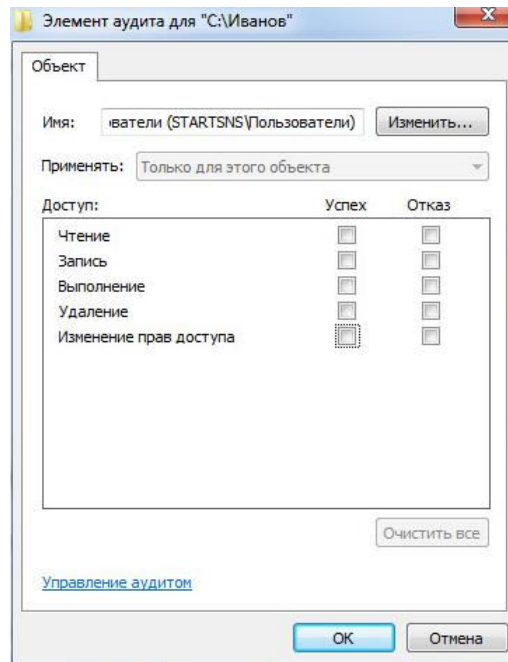 Элемент аудита для "C:\Иванов"
Объект
Имя: ватели (STARTSNS\Пользователи) Изменить...
Применять: Только для этого объекта
Доступ: Успех Отказ
Чтение
Запись
Выполнение
Удаление
Изменение прав доступа
Очистить все
Управление аудитом
ОК Отмена